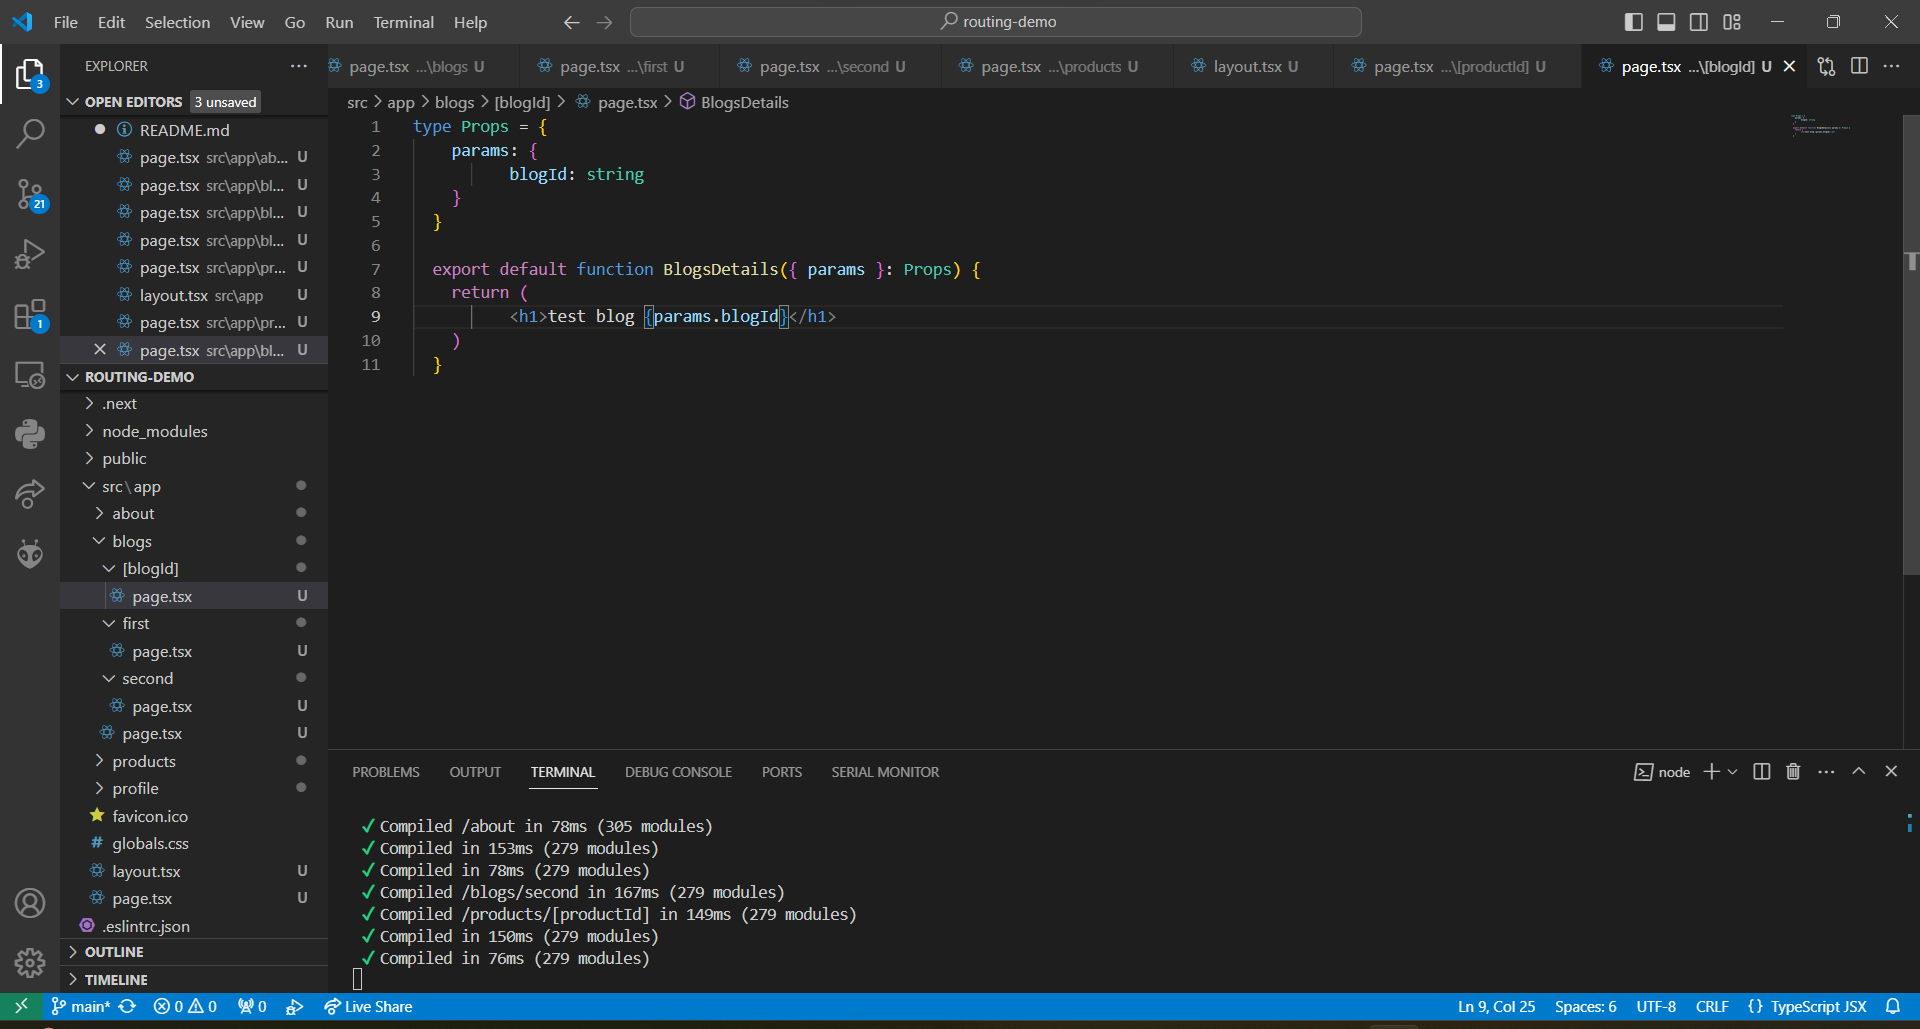 File Edit Selection View Go Run Terminal Help
routing-demo
EXPLORER
page.tsx ...\blogs U
page.tsx ...\first U
page.tsx ...\second U
page.tsx ...\products U
layout.tsx U
page.tsx ...\[productId] U
page.tsx ...\[blogId] U
3
21
1
OPEN EDITORS 3 unsaved
README.md
page.tsx src\app\ab... U
page.tsx src\app\bl... U
page.tsx src\app\bl... U
page.tsx src\app\bl... U
page.tsx src\app\pr... U
layout.tsx src\app U
page.tsx src\app\pr... U
page.tsx src\app\bl... U
ROUTING-DEMO
.next
node_modules
public
src\app
about
blogs
[blogId]
page.tsx U
first
page.tsx U
second
page.tsx U
page.tsx U
products
profile
favicon.ico
# globals.css
layout.tsx U
page.tsx U
.eslintrc.json
OUTLINE
TIMELINE
src > app > blogs > [blogId] > page.tsx > BlogsDetails
1 type Props = {
2 params: {
3 blogId: string
4 }
5 }
6
7 export default function BlogsDetails({ params }: Props) {
8 return (
9 <h1>test blog {params.blogId}</h1>
10 )
11 }
PROBLEMS OUTPUT TERMINAL DEBUG CONSOLE PORTS SERIAL MONITOR
node
✓ Compiled /about in 78ms (305 modules)
✓ Compiled in 153ms (279 modules)
✓ Compiled in 78ms (279 modules)
✓ Compiled /blogs/second in 167ms (279 modules)
✓ Compiled /products/[productId] in 149ms (279 modules)
✓ Compiled in 150ms (279 modules)
✓ Compiled in 76ms (279 modules)
main* 0 0 0 Live Share
Ln 9, Col 25 Spaces: 6 UTF-8 CRLF {} TypeScript JSX